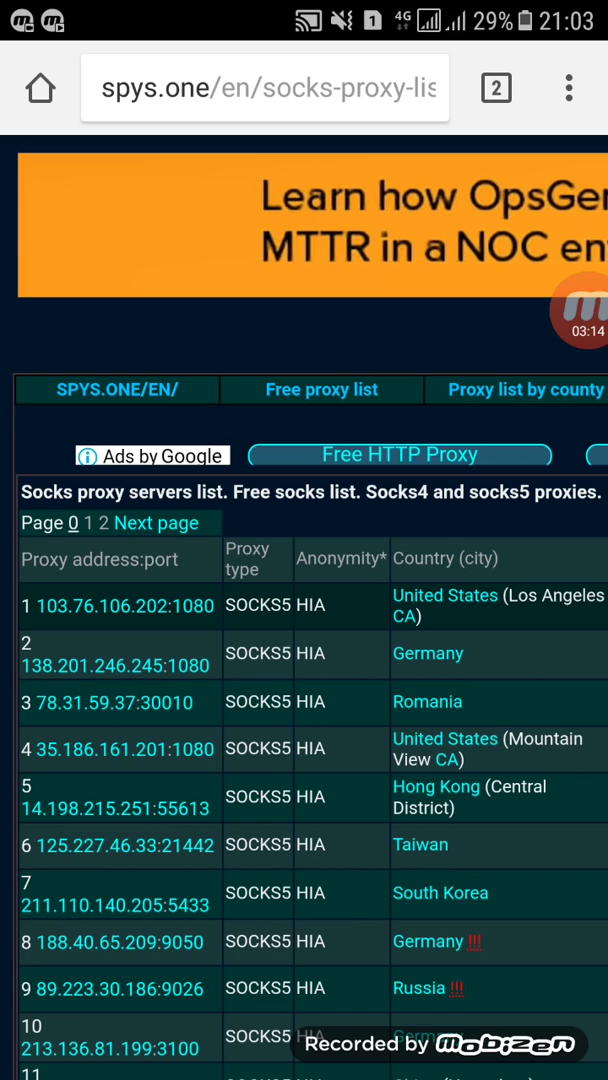 1 4G 29% 21:03
spys.one/en/socks-proxy-lis
2
Learn how OpsGen
MTTR in a NOC en
03:14
SPYS.ONE/EN/ Free proxy list Proxy list by county
Ads by Google Free HTTP Proxy
Socks proxy servers list. Free socks list. Socks4 and socks5 proxies.
Page 0 1 2 Next page
Proxy address:port Proxy type Anonymity* Country (city)
1 103.76.106.202:1080 SOCKS5 HIA United States (Los Angeles CA)
2 138.201.246.245:1080 SOCKS5 HIA Germany
3 78.31.59.37:30010 SOCKS5 HIA Romania
4 35.186.161.201:1080 SOCKS5 HIA United States (Mountain View CA)
5 14.198.215.251:55613 SOCKS5 HIA Hong Kong (Central District)
6 125.227.46.33:21442 SOCKS5 HIA Taiwan
7 211.110.140.205:5433 SOCKS5 HIA South Korea
8 188.40.65.209:9050 SOCKS5 HIA Germany !!!
9 89.223.30.186:9026 SOCKS5 HIA Russia !!!
10 213.136.81.199:3100 SOCKS5 HIA Germany
Recorded by mobizen
11